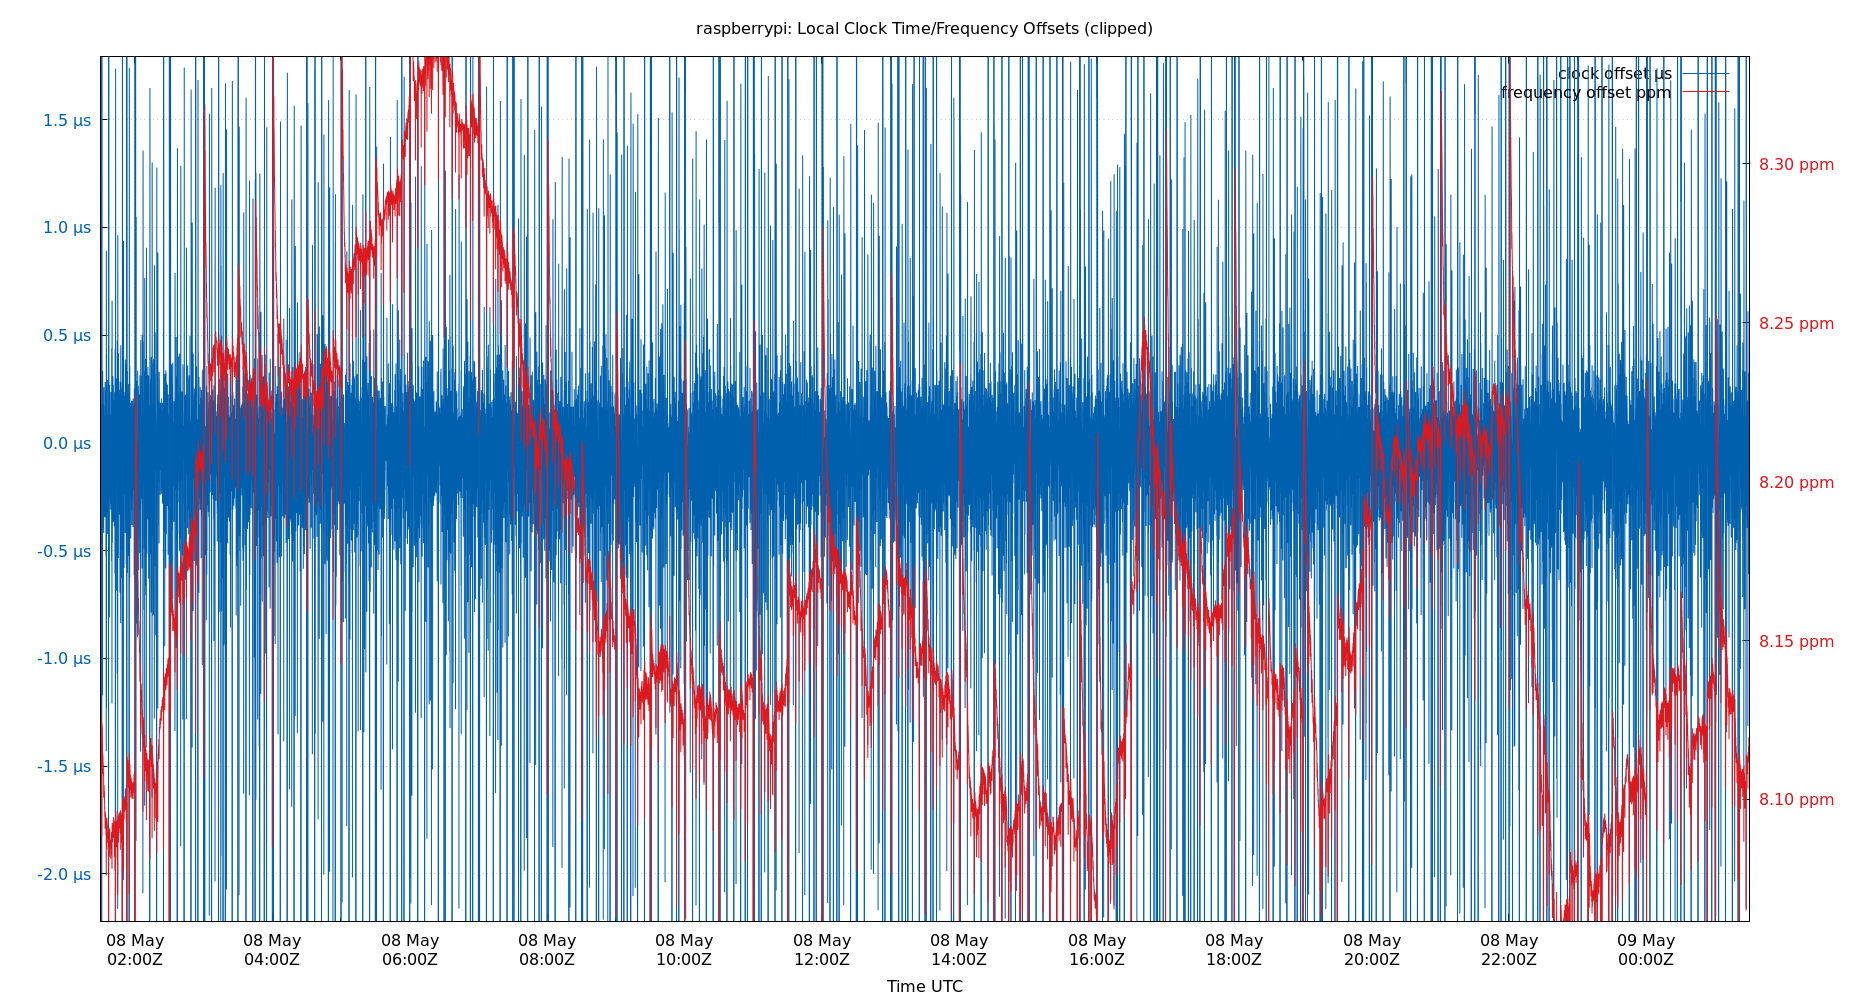 raspberrypi: Local Clock Time/Frequency Offsets (clipped)
clock offset µs
frequency offset ppm
1.5 µs
1.0 µs
0.5 µs
0.0 µs
-0.5 µs
-1.0 µs
-1.5 µs
-2.0 µs
8.30 ppm
8.25 ppm
8.20 ppm
8.15 ppm
8.10 ppm
08 May
02:00Z
08 May
04:00Z
08 May
06:00Z
08 May
08:00Z
08 May
10:00Z
08 May
12:00Z
08 May
14:00Z
08 May
16:00Z
08 May
18:00Z
08 May
20:00Z
08 May
22:00Z
09 May
00:00Z
Time UTC